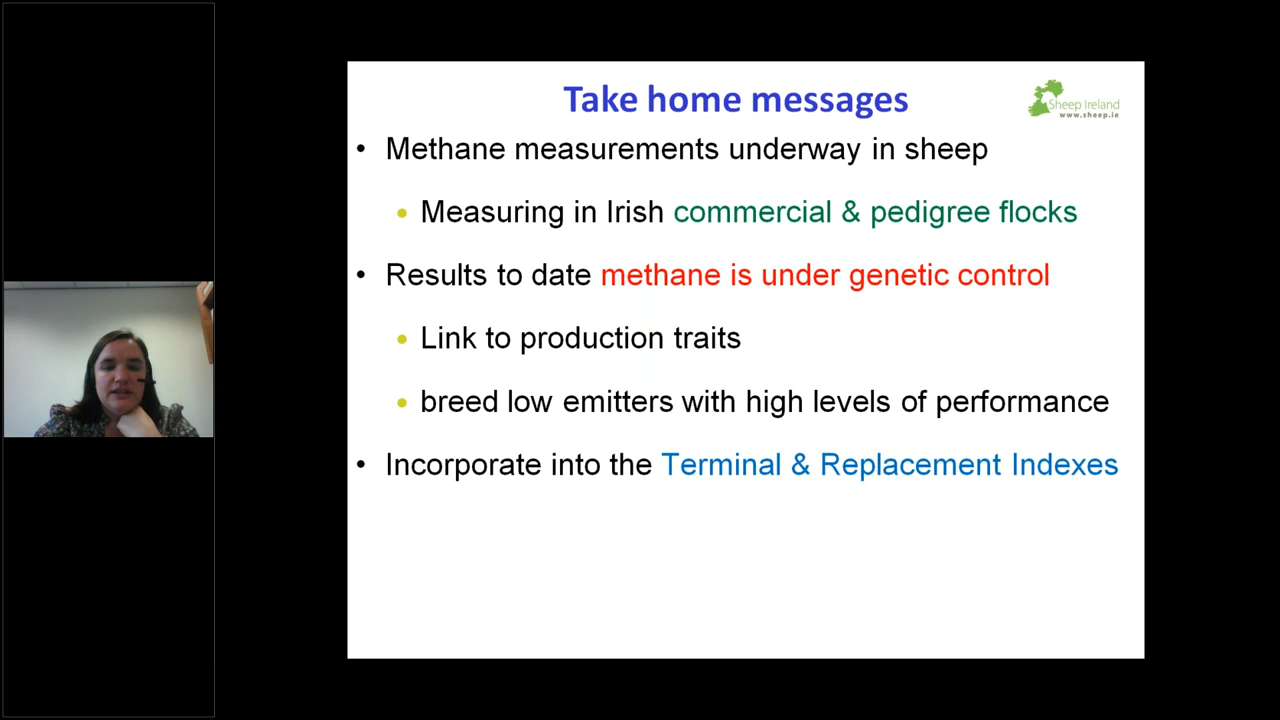 Take home messages
Sheep Ireland
www.sheep.ie
• Methane measurements underway in sheep
• Measuring in Irish commercial & pedigree flocks
• Results to date methane is under genetic control
• Link to production traits
• breed low emitters with high levels of performance
• Incorporate into the Terminal & Replacement Indexes